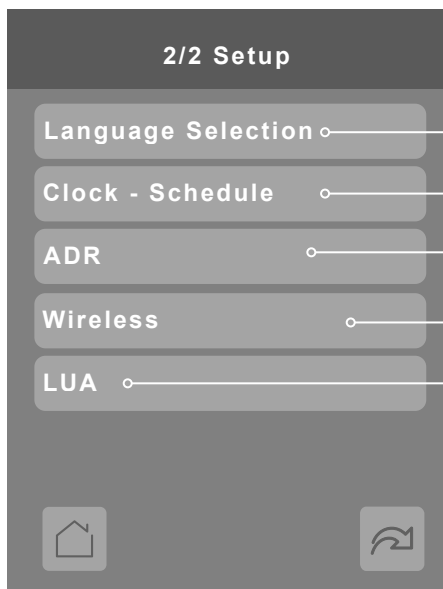 2/2 Setup
Language Selection
Clock - Schedule
ADR
Wireless
LUA